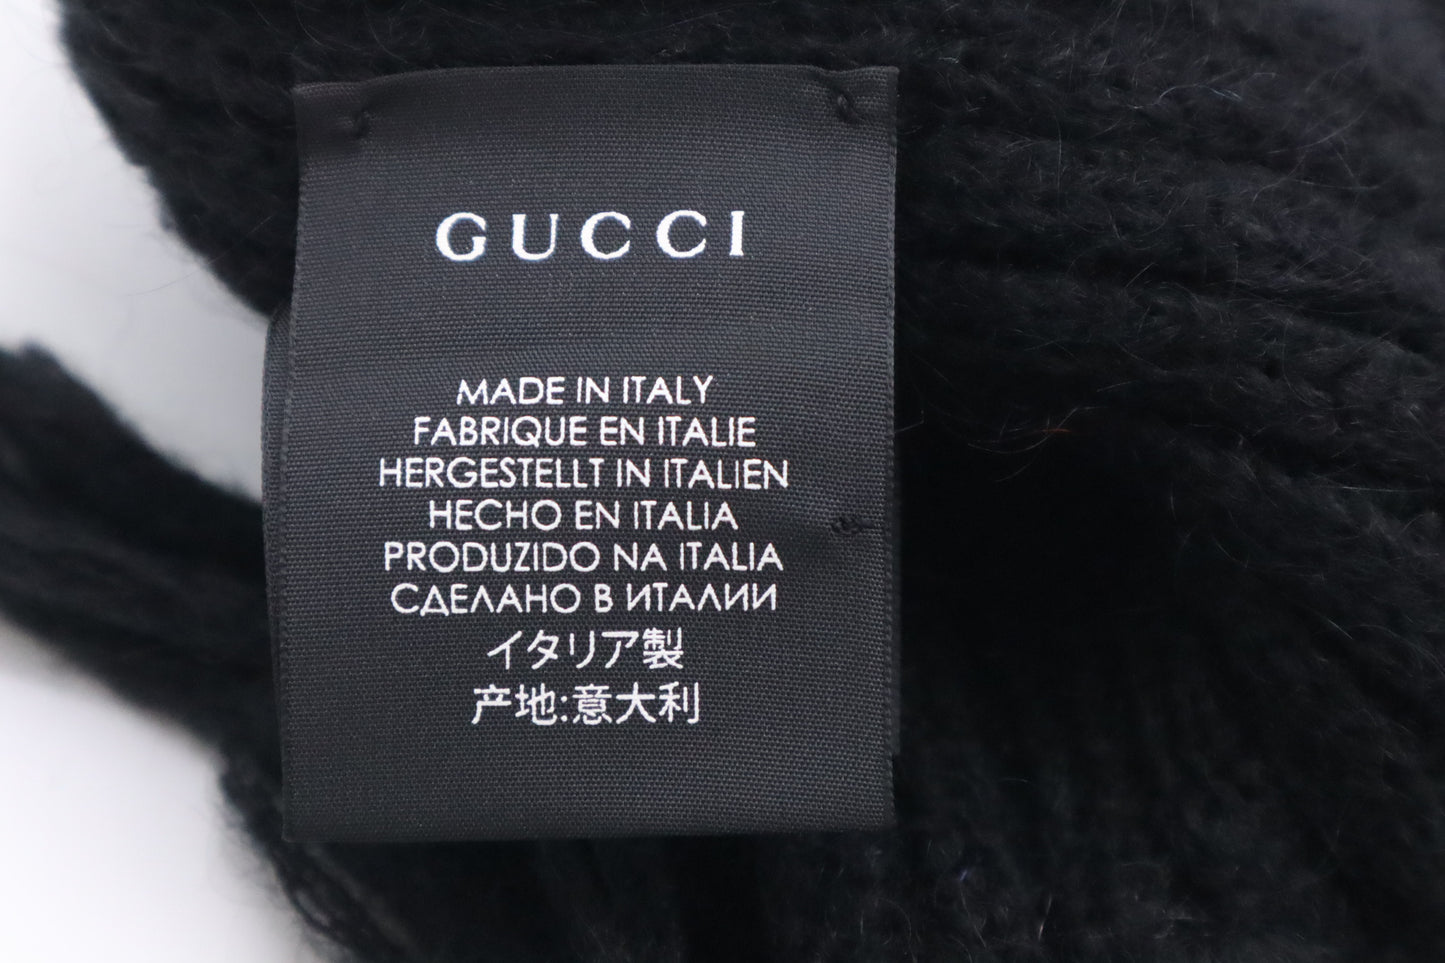 GUCCI
MADE IN ITALY
FABRIQUE EN ITALIE
HERGESTELLT IN ITALIEN
HECHO EN ITALIA
PRODUZIDO NA ITALIA
СДЕЛАНО В ИТАЛИИ
イタリア製
产地:意大利